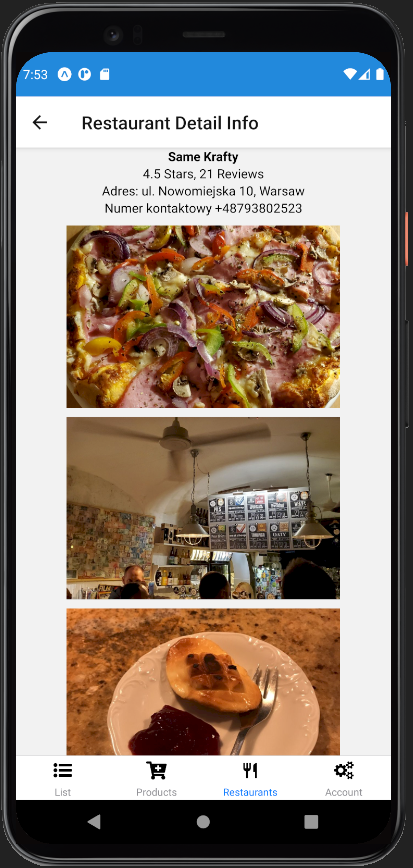 7:53
Restaurant Detail Info
Same Krafty
4.5 Stars, 21 Reviews
Adres: ul. Nowomiejska 10, Warsaw
Numer kontaktowy +48793802523
List
Products
Restaurants
Account